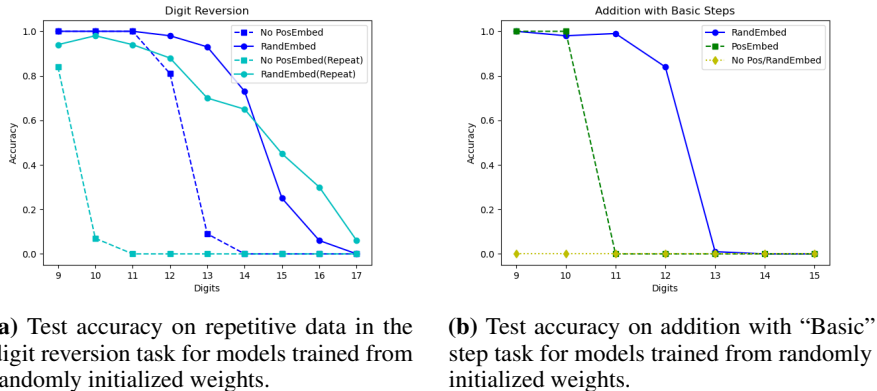 Digit Reversion
No PosEmbed
RandEmbed
No PosEmbed(Repeat)
RandEmbed(Repeat)
1.0
0.8
0.6
0.4
0.2
0.0
Accuracy
9 10 11 12 13 14 15 16 17
Digits
Addition with Basic Steps
RandEmbed
PosEmbed
No Pos/RandEmbed
1.0
0.8
0.6
0.4
0.2
0.0
Accuracy
9 10 11 12 13 14 15
Digits
a) Test accuracy on repetitive data in the
digit reversion task for models trained from
randomly initialized weights.
(b) Test accuracy on addition with “Basic”
step task for models trained from randomly
initialized weights.